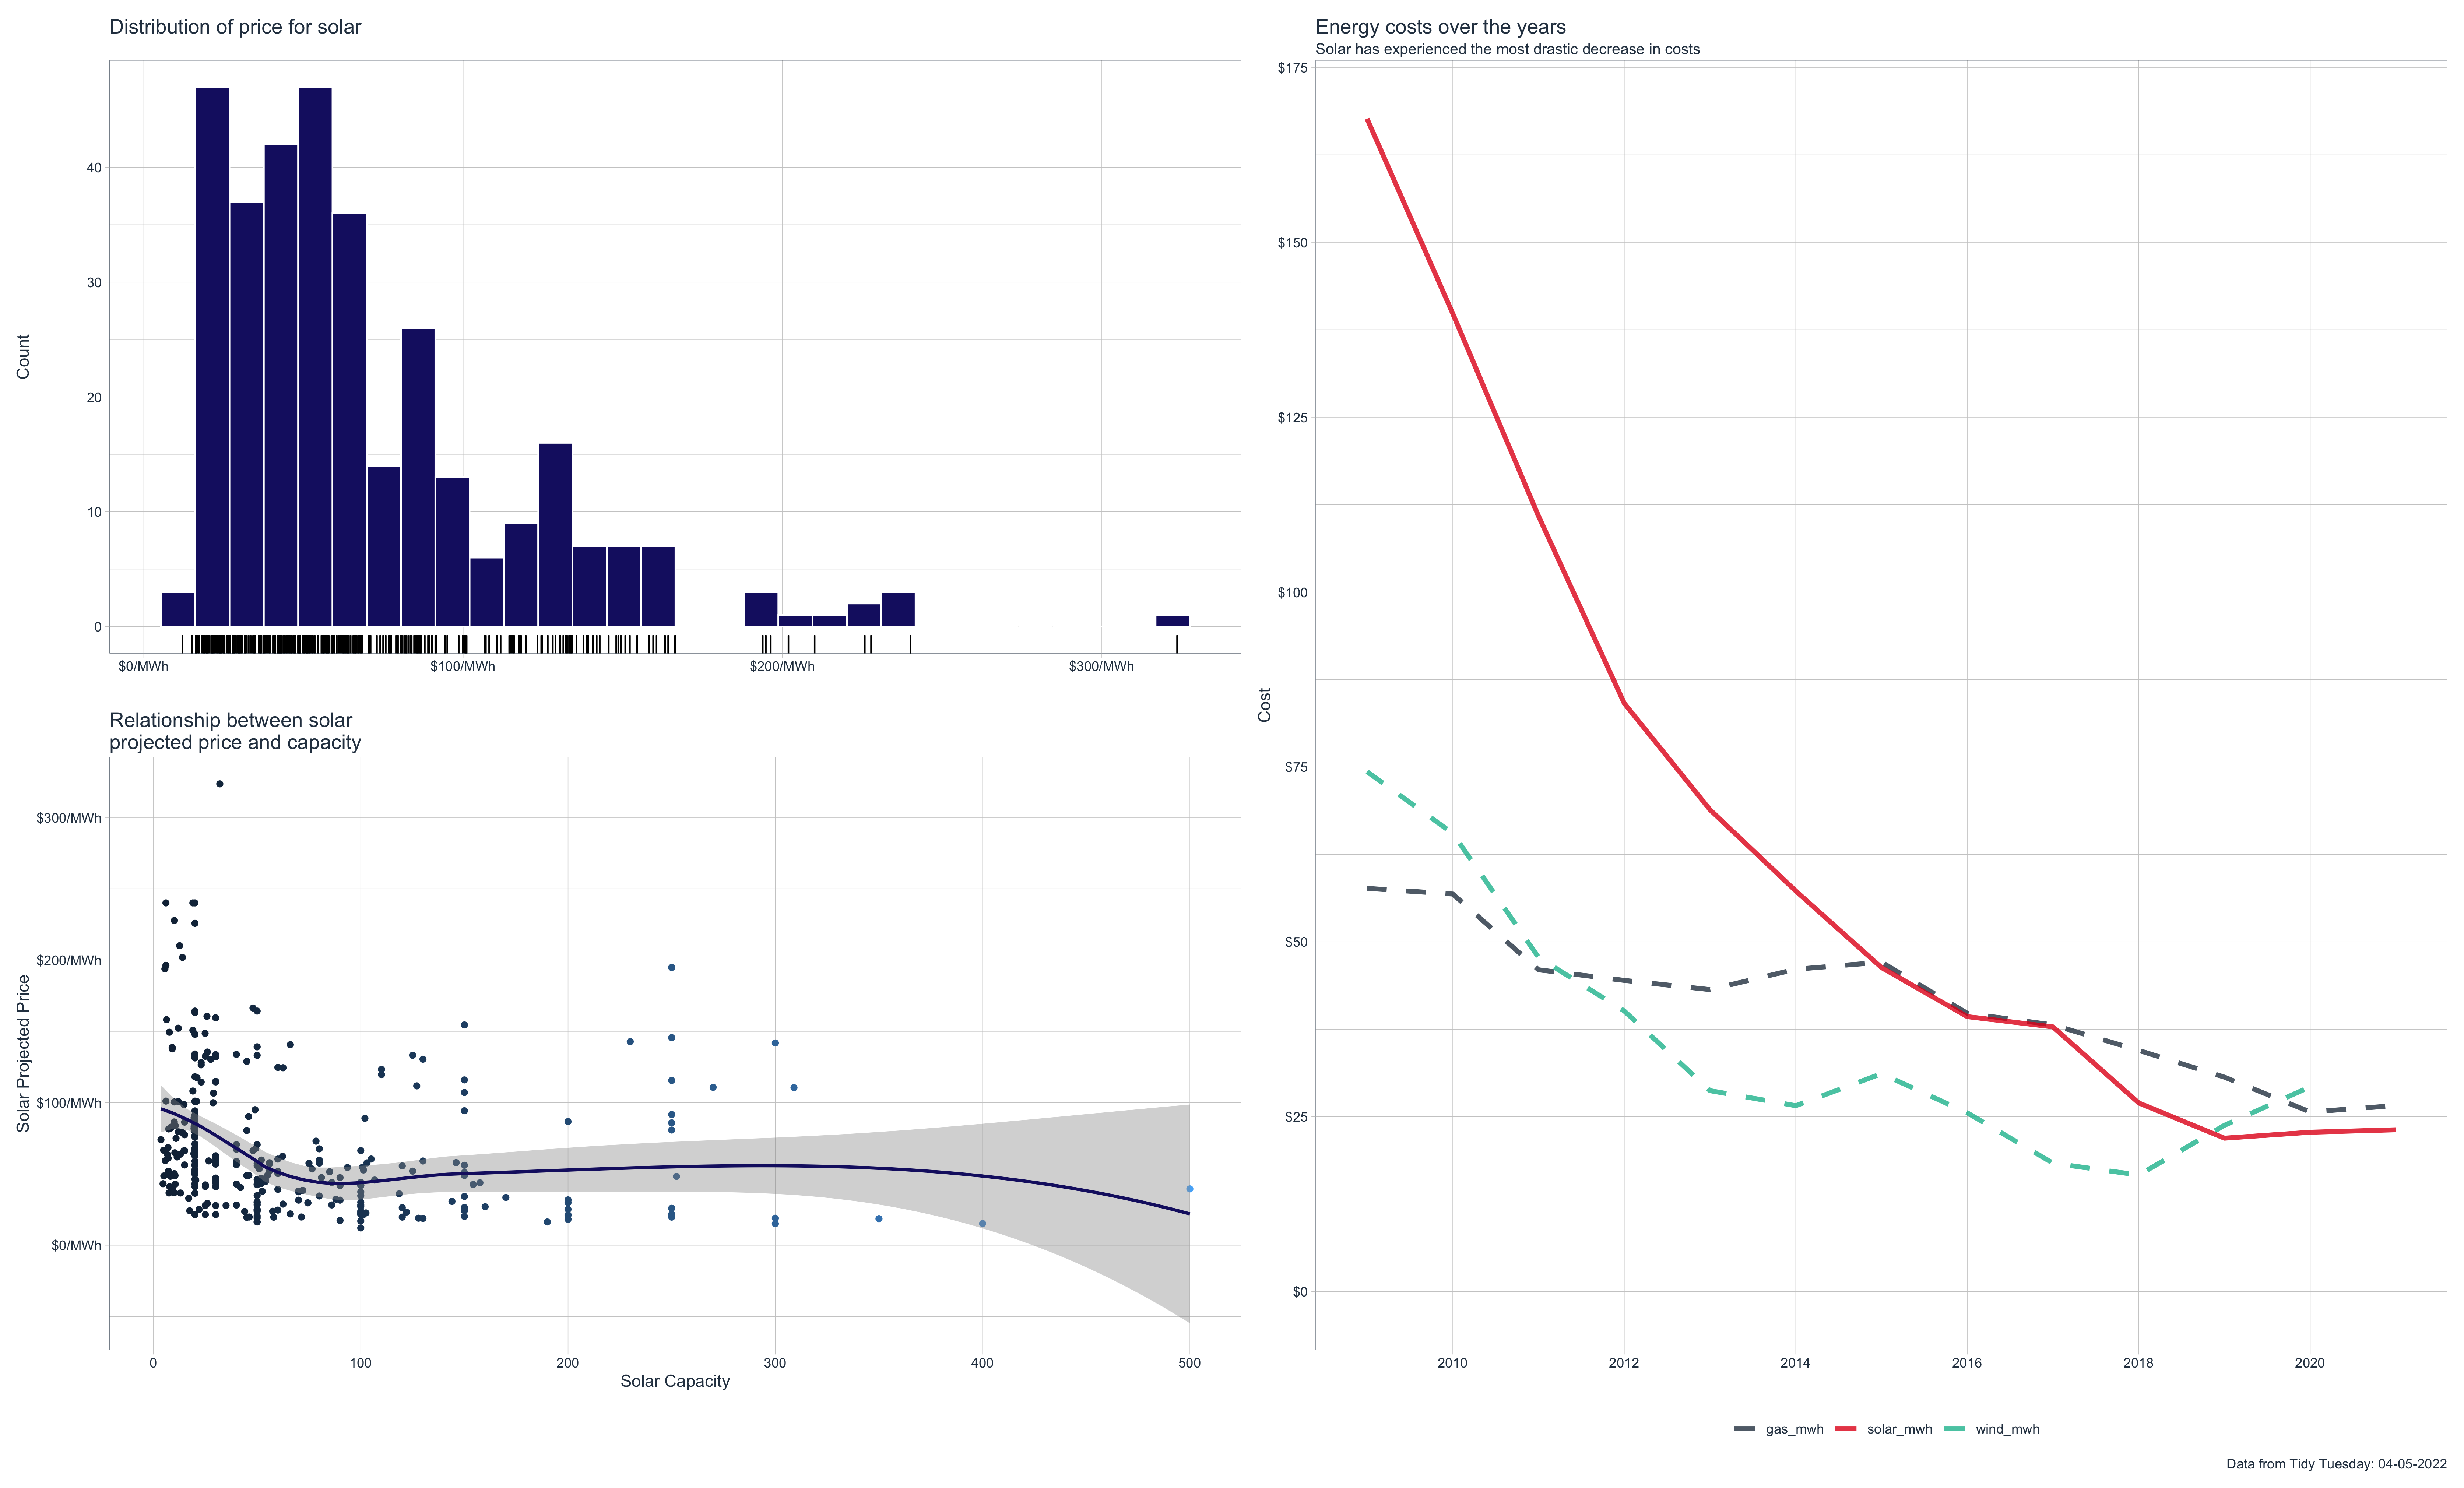 Distribution of price for solar
Count
40
30
20
10
0
$0/MWh
$100/MWh
$200/MWh
$300/MWh
Relationship between solar
projected price and capacity
Solar Projected Price
$300/MWh
$200/MWh
$100/MWh
$0/MWh
0
100
200
300
400
500
Solar Capacity
Energy costs over the years
Solar has experienced the most drastic decrease in costs
Cost
$175
$150
$125
$100
$75
$50
$25
$0
2010
2012
2014
2016
2018
2020
gas_mwh
solar_mwh
wind_mwh
Data from Tidy Tuesday: 04-05-2022